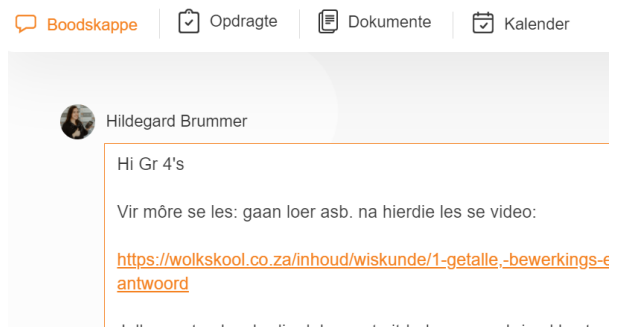 Boodskappe Opdragte Dokumente Kalender
Hildegard Brummer
Hi Gr 4's
Vir môre se les: gaan loer asb. na hierdie les se video:
https://wolkskool.co.za/inhoud/wiskunde/1-getalle,-bewerkings-e
antwoord